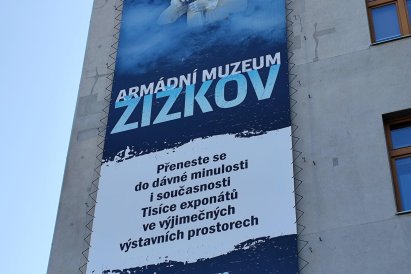 ARMÁDNÍ MUZEUM
ŽIŽKOV
Přeneste se
do dávné minulosti
i současnosti
Tisíce exponátů
ve výjimečných
výstavních prostorech